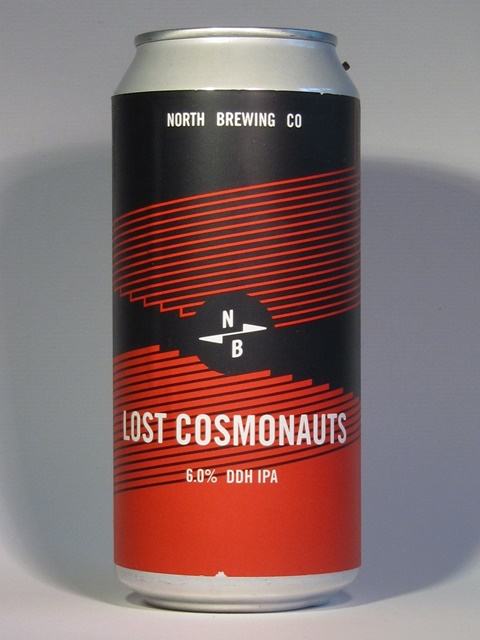 NORTH BREWING CO
N
B
LOST COSMONAUTS
6.0% DDH IPA